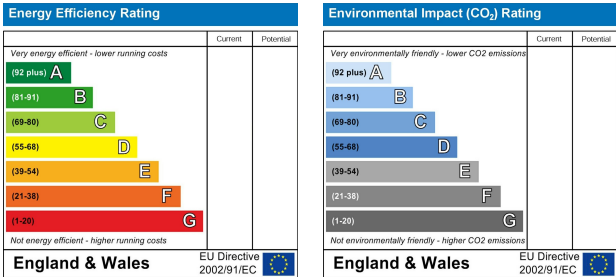 Energy Efficiency Rating
Current Potential
Very energy efficient - lower running costs
(92 plus) A
(81-91) B
(69-80) C
(55-68) D
(39-54) E
(21-38) F
(1-20) G
Not energy efficient - higher running costs
England & Wales
EU Directive
2002/91/EC
Environmental Impact (CO₂) Rating
Current Potential
Very environmentally friendly - lower CO2 emissions
(92 plus) A
(81-91) B
(69-80) C
(55-68) D
(39-54) E
(21-38) F
(1-20) G
Not environmentally friendly - higher CO2 emissions
England & Wales
EU Directive
2002/91/EC